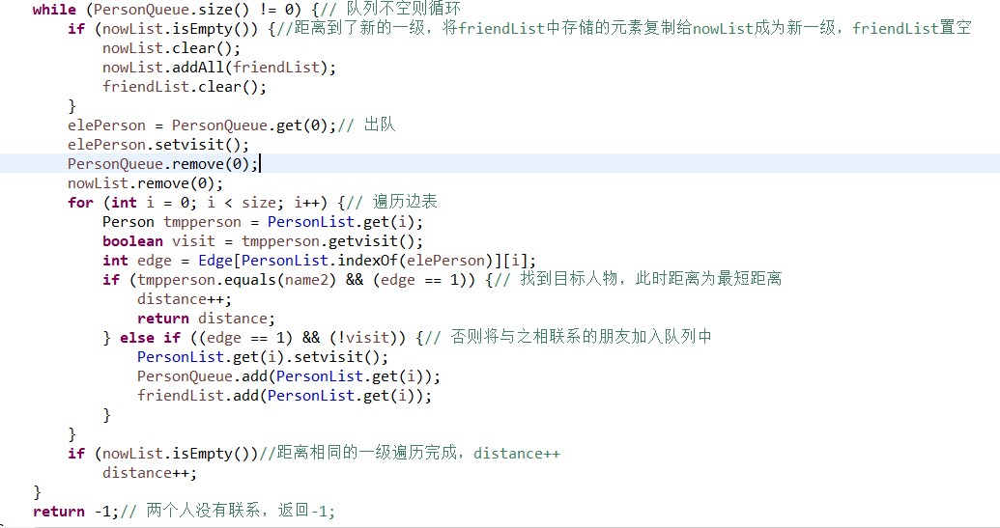 while (PersonQueue.size() != 0) {// 队列不空则循环
if (nowList.isEmpty()) {//距离到了新的一级，将friendList中存储的元素复制给nowList成为新一级，friendList置空
nowList.clear();
nowList.addAll(friendList);
friendList.clear();
}
elePerson = PersonQueue.get(0);// 出队
elePerson.setvisit();
PersonQueue.remove(0);
nowList.remove(0);
for (int i = 0; i < size; i++) {// 遍历边表
Person tmpperson = PersonList.get(i);
boolean visit = tmpperson.getvisit();
int edge = Edge[PersonList.indexOf(elePerson)][i];
if (tmpperson.equals(name2) && (edge == 1)) {// 找到目标人物，此时距离为最短距离
distance++;
return distance;
} else if ((edge == 1) && (!visit)) {// 否则将与之相联系的朋友加入队列中
PersonList.get(i).setvisit();
PersonQueue.add(PersonList.get(i));
friendList.add(PersonList.get(i));
}
}
if (nowList.isEmpty())//距离相同的一级遍历完成，distance++
distance++;
}
return -1;// 两个人没有联系，返回-1;